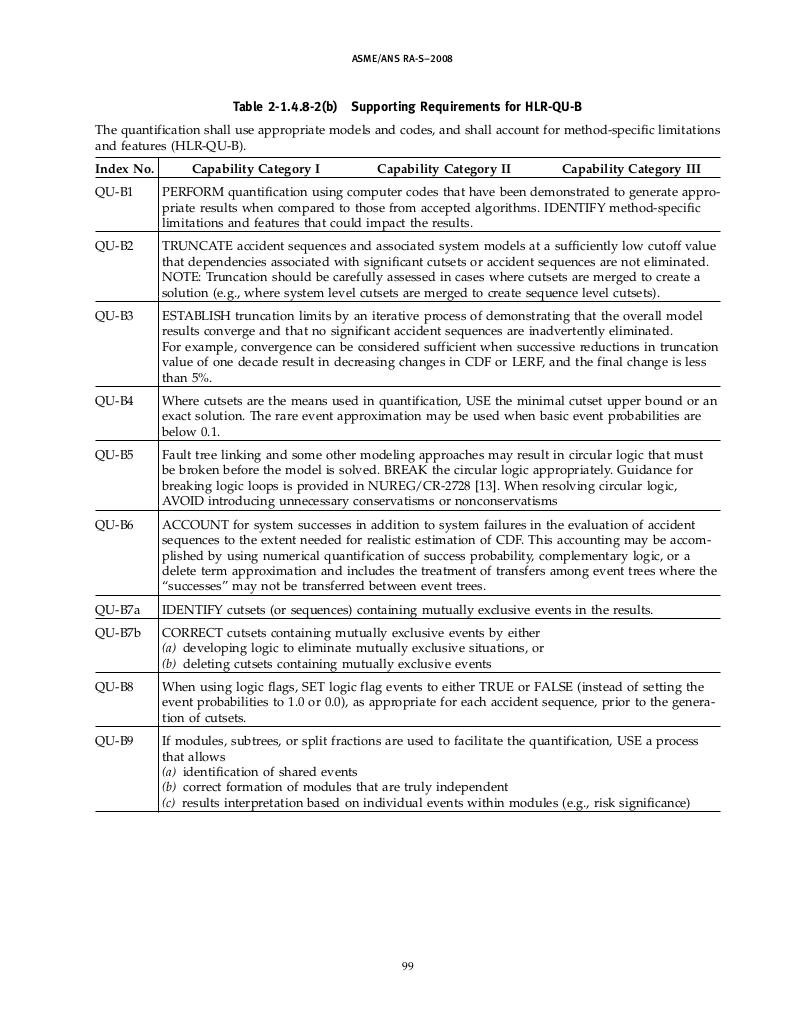 ASME/ANS RA-S–2008
Table 2-1.4.8-2(b) Supporting Requirements for HLR-QU-B
The quantification shall use appropriate models and codes, and shall account for method-specific limitations
and features (HLR-QU-B).
Index No. Capability Category I Capability Category II Capability Category III
QU-B1 PERFORM quantification using computer codes that have been demonstrated to generate appro-
priate results when compared to those from accepted algorithms. IDENTIFY method-specific
limitations and features that could impact the results.
QU-B2 TRUNCATE accident sequences and associated system models at a sufficiently low cutoff value
that dependencies associated with significant cutsets or accident sequences are not eliminated.
NOTE: Truncation should be carefully assessed in cases where cutsets are merged to create a
solution (e.g., where system level cutsets are merged to create sequence level cutsets).
QU-B3 ESTABLISH truncation limits by an iterative process of demonstrating that the overall model
results converge and that no significant accident sequences are inadvertently eliminated.
For example, convergence can be considered sufficient when successive reductions in truncation
value of one decade result in decreasing changes in CDF or LERF, and the final change is less
than 5%.
QU-B4 Where cutsets are the means used in quantification, USE the minimal cutset upper bound or an
exact solution. The rare event approximation may be used when basic event probabilities are
below 0.1.
QU-B5 Fault tree linking and some other modeling approaches may result in circular logic that must
be broken before the model is solved. BREAK the circular logic appropriately. Guidance for
breaking logic loops is provided in NUREG/CR-2728 [13]. When resolving circular logic,
AVOID introducing unnecessary conservatisms or nonconservatisms
QU-B6 ACCOUNT for system successes in addition to system failures in the evaluation of accident
sequences to the extent needed for realistic estimation of CDF. This accounting may be accom-
plished by using numerical quantification of success probability, complementary logic, or a
delete term approximation and includes the treatment of transfers among event trees where the
“successes” may not be transferred between event trees.
QU-B7a IDENTIFY cutsets (or sequences) containing mutually exclusive events in the results.
QU-B7b CORRECT cutsets containing mutually exclusive events by either
(a) developing logic to eliminate mutually exclusive situations, or
(b) deleting cutsets containing mutually exclusive events
QU-B8 When using logic flags, SET logic flag events to either TRUE or FALSE (instead of setting the
event probabilities to 1.0 or 0.0), as appropriate for each accident sequence, prior to the genera-
tion of cutsets.
QU-B9 If modules, subtrees, or split fractions are used to facilitate the quantification, USE a process
that allows
(a) identification of shared events
(b) correct formation of modules that are truly independent
(c) results interpretation based on individual events within modules (e.g., risk significance)
99